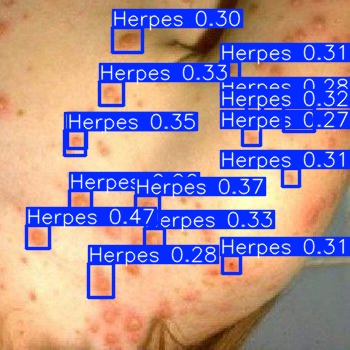 Herpes 0.30
Herpes 0.31
Herpes 0.33
Herpes 0.28
Herpes 0.32
Herpes 0.27
Herpes 0.35
Herpes 0.31
Herpes
Herpes 0.37
Herpes 0.47
erpes 0.33
Herpes 0.28
Herpes 0.31